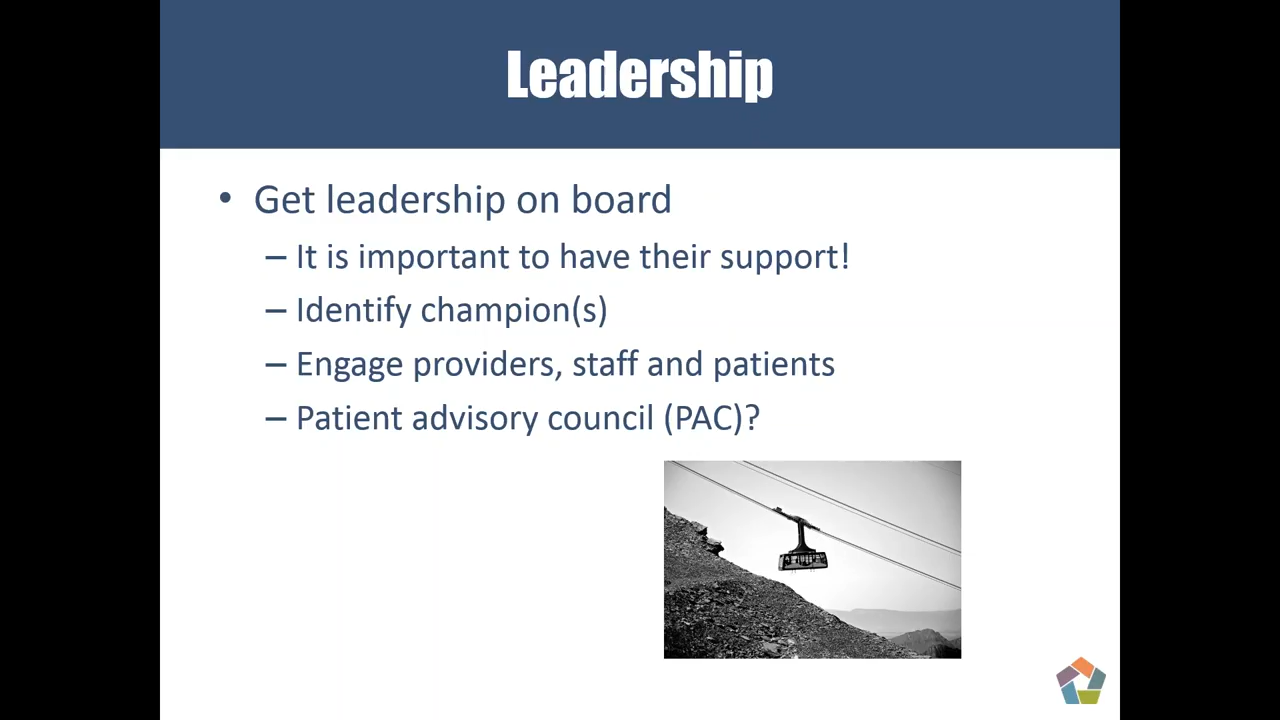 Leadership
• Get leadership on board
– It is important to have their support!
– Identify champion(s)
– Engage providers, staff and patients
– Patient advisory council (PAC)?